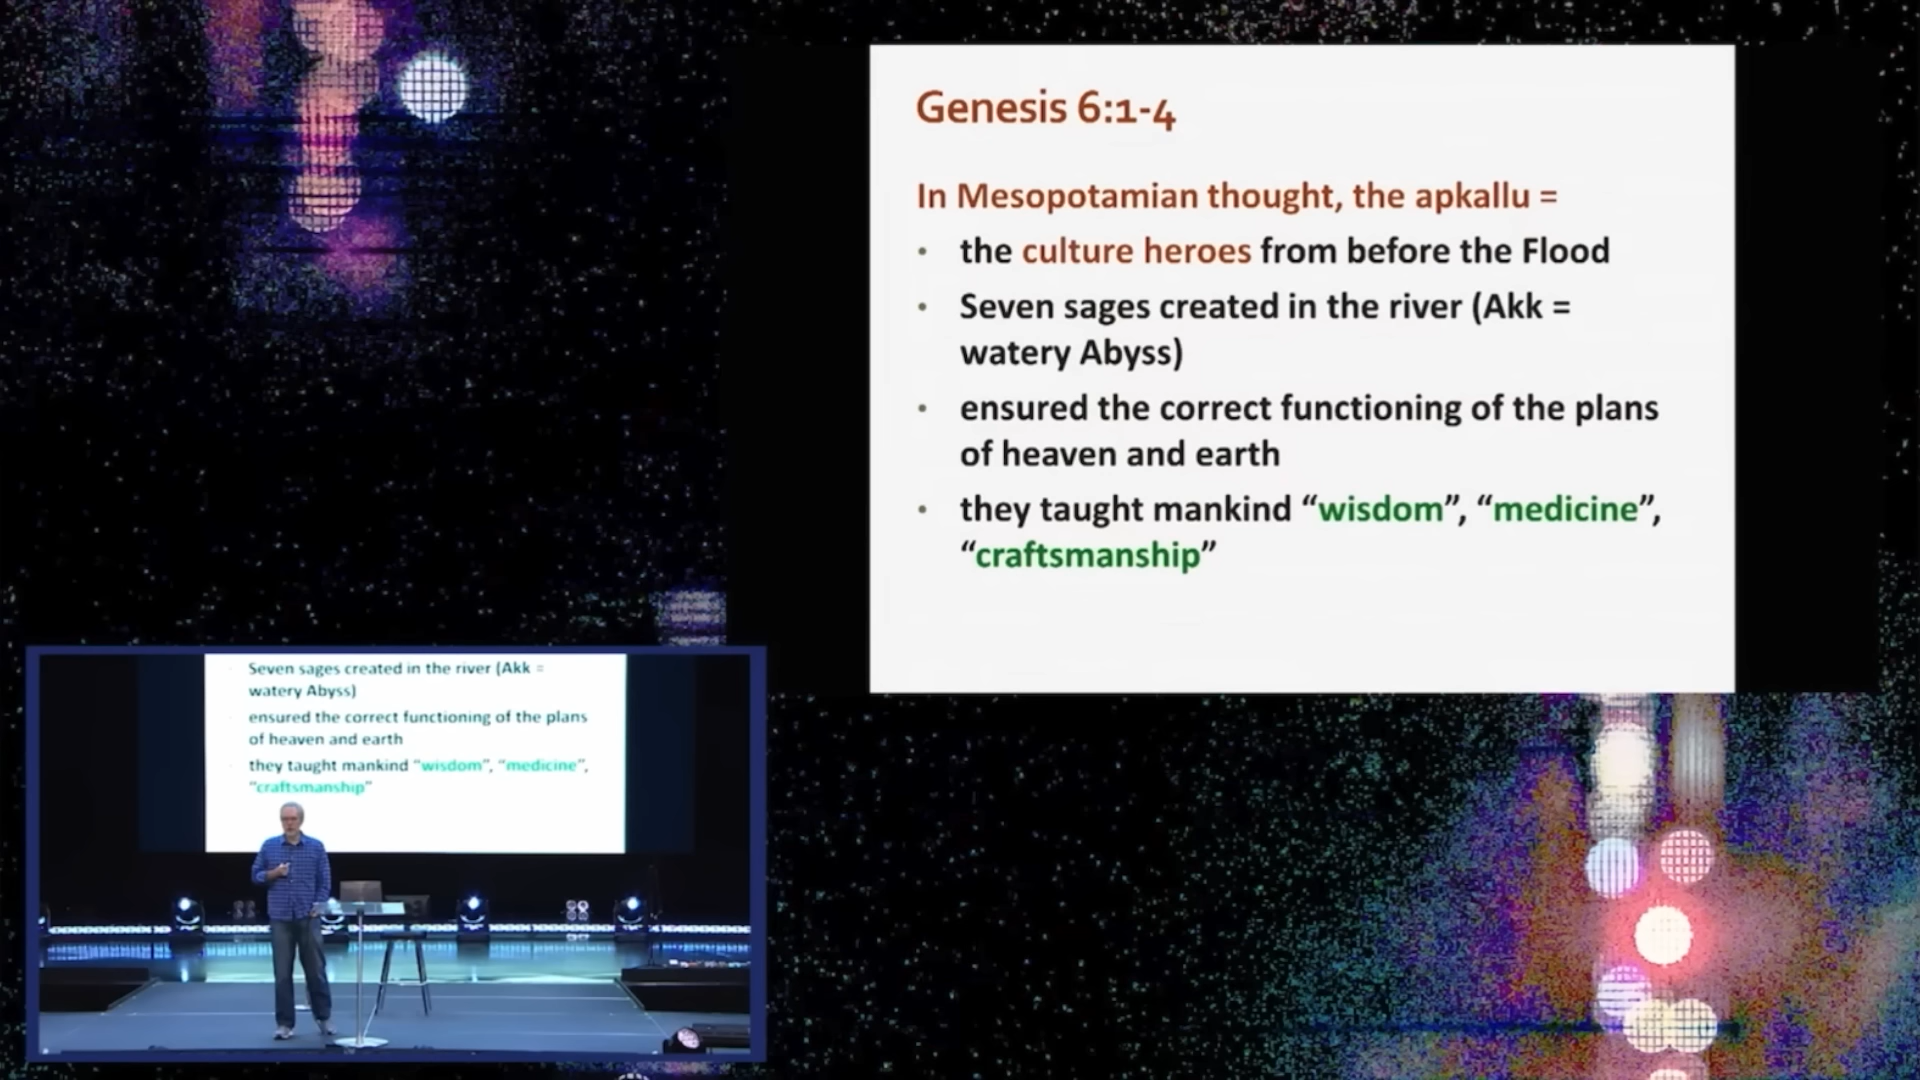 Genesis 6:1-4
In Mesopotamian thought, the apkallu =
• the culture heroes from before the Flood
• Seven sages created in the river (Akk =
watery Abyss)
• ensured the correct functioning of the plans
of heaven and earth
• they taught mankind “wisdom”, “medicine”,
“craftsmanship”
Seven sages created in the river (Akk =
watery Abyss)
ensured the correct functioning of the plans
of heaven and earth
they taught mankind “wisdom”, “medicine”,
“craftsmanship”